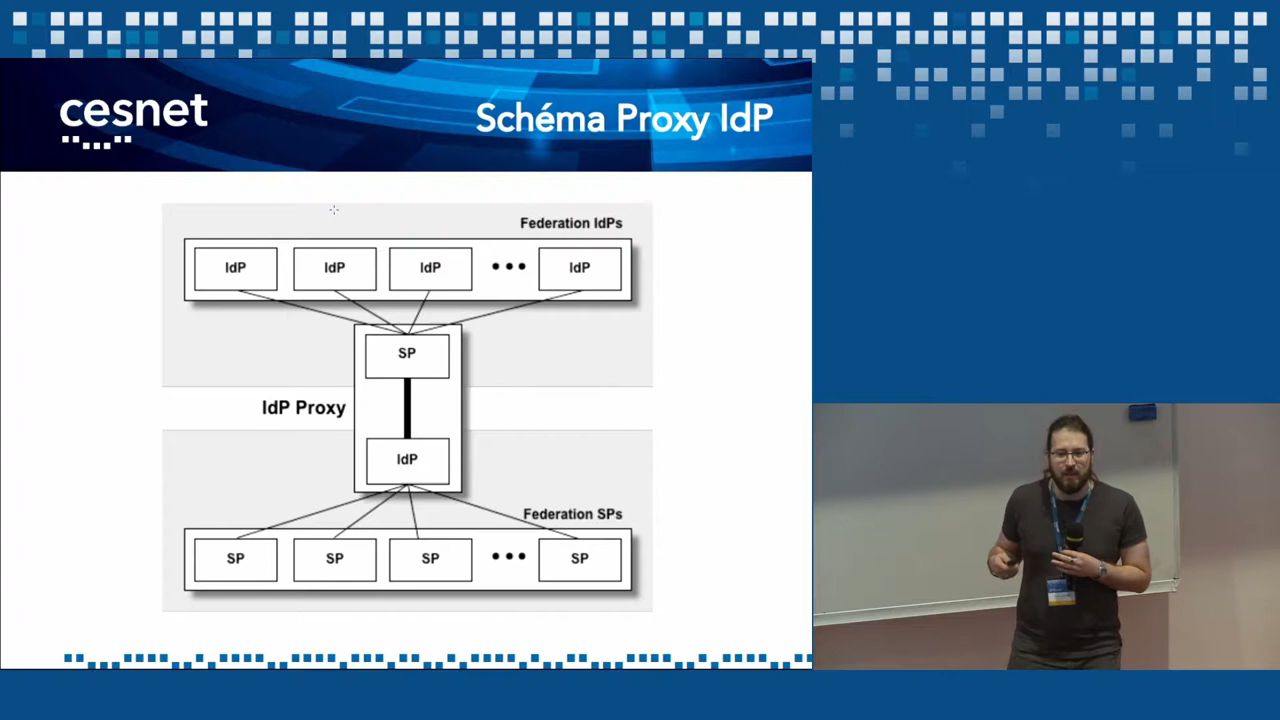 cesnet
Schéma Proxy IdP
Federation IdPs
IdP IdP IdP ••• IdP
SP
IdP Proxy
IdP
Federation SPs
SP SP SP ••• SP